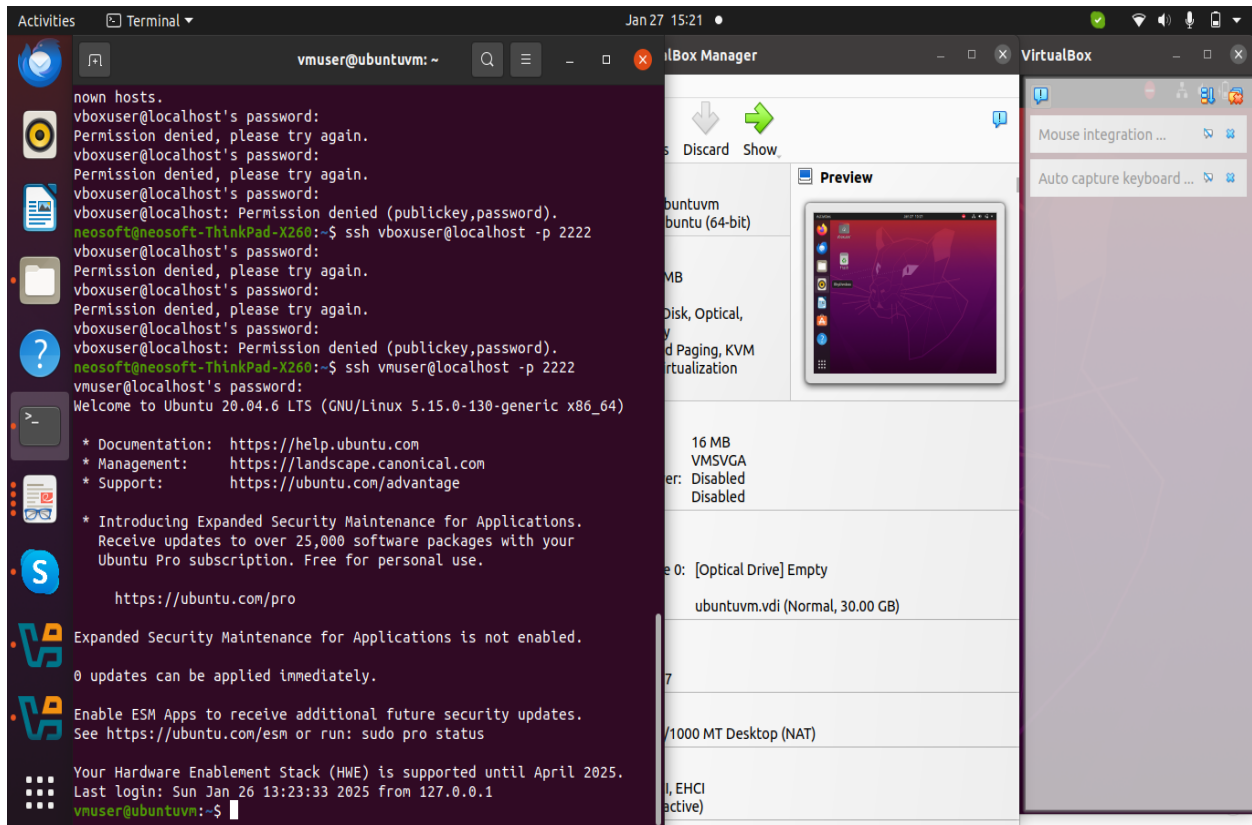 Activities
Terminal
Jan 27 15:21
vmuser@ubuntuvm: ~
nown hosts.
vboxuser@localhost's password:
Permission denied, please try again.
vboxuser@localhost's password:
Permission denied, please try again.
vboxuser@localhost's password:
vboxuser@localhost: Permission denied (publickey,password).
neosoft@neosoft-ThinkPad-X260:~$ ssh vboxuser@localhost -p 2222
vboxuser@localhost's password:
Permission denied, please try again.
vboxuser@localhost's password:
Permission denied, please try again.
vboxuser@localhost's password:
vboxuser@localhost: Permission denied (publickey,password).
neosoft@neosoft-ThinkPad-X260:~$ ssh vmuser@localhost -p 2222
vmuser@localhost's password:
Welcome to Ubuntu 20.04.6 LTS (GNU/Linux 5.15.0-130-generic x86_64)
* Documentation: https://help.ubuntu.com
* Management: https://landscape.canonical.com
* Support: https://ubuntu.com/advantage
* Introducing Expanded Security Maintenance for Applications.
Receive updates to over 25,000 software packages with your
Ubuntu Pro subscription. Free for personal use.
https://ubuntu.com/pro
Expanded Security Maintenance for Applications is not enabled.
0 updates can be applied immediately.
Enable ESM Apps to receive additional future security updates.
See https://ubuntu.com/esm or run: sudo pro status
Your Hardware Enablement Stack (HWE) is supported until April 2025.
Last login: Sun Jan 26 13:23:33 2025 from 127.0.0.1
vmuser@ubuntuvm:~$
lBox Manager
s Discard Show
Preview
buntuvm
buntu (64-bit)
MB
Disk, Optical,
y
d Paging, KVM
rtualization
16 MB
VMSVGA
er: Disabled
Disabled
e 0: [Optical Drive] Empty
ubuntuvm.vdi (Normal, 30.00 GB)
7
/1000 MT Desktop (NAT)
I, EHCI
active)
VirtualBox
Mouse integration ...
Auto capture keyboard ...